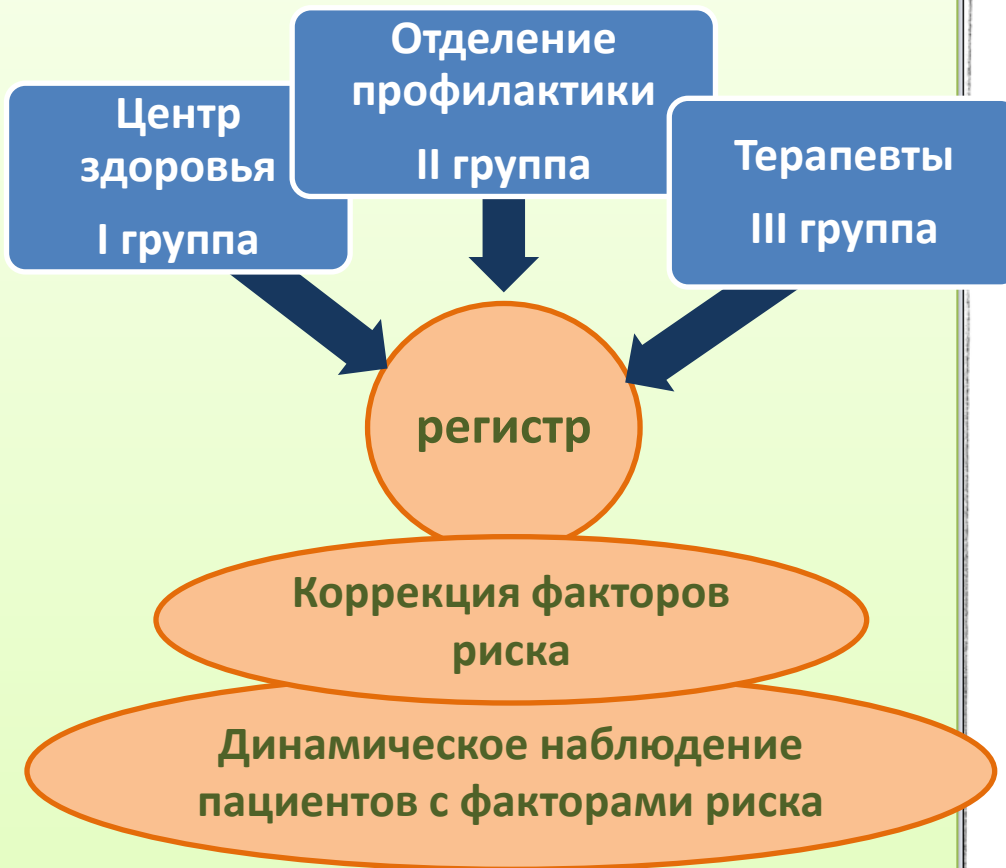 Центр
здоровья
I группа
Отделение
профилактики
II группа
Терапевты
III группа
регистр
Коррекция факторов
риска
Динамическое наблюдение
пациентов с факторами риска